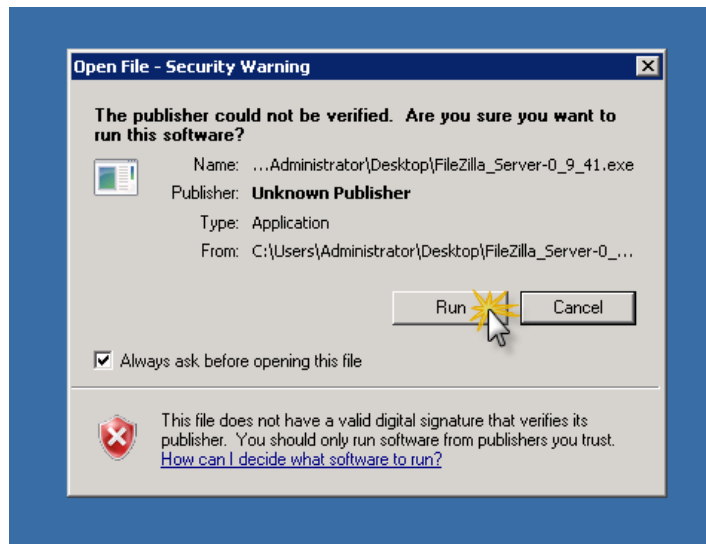 Open File - Security Warning
The publisher could not be verified. Are you sure you want to
run this software?
Name: ...Administrator\Desktop\FileZilla_Server-0_9_41.exe
Publisher: Unknown Publisher
Type: Application
From: C:\Users\Administrator\Desktop\FileZilla_Server-0_...
Run Cancel
Always ask before opening this file
This file does not have a valid digital signature that verifies its
publisher. You should only run software from publishers you trust.
How can I decide what software to run?